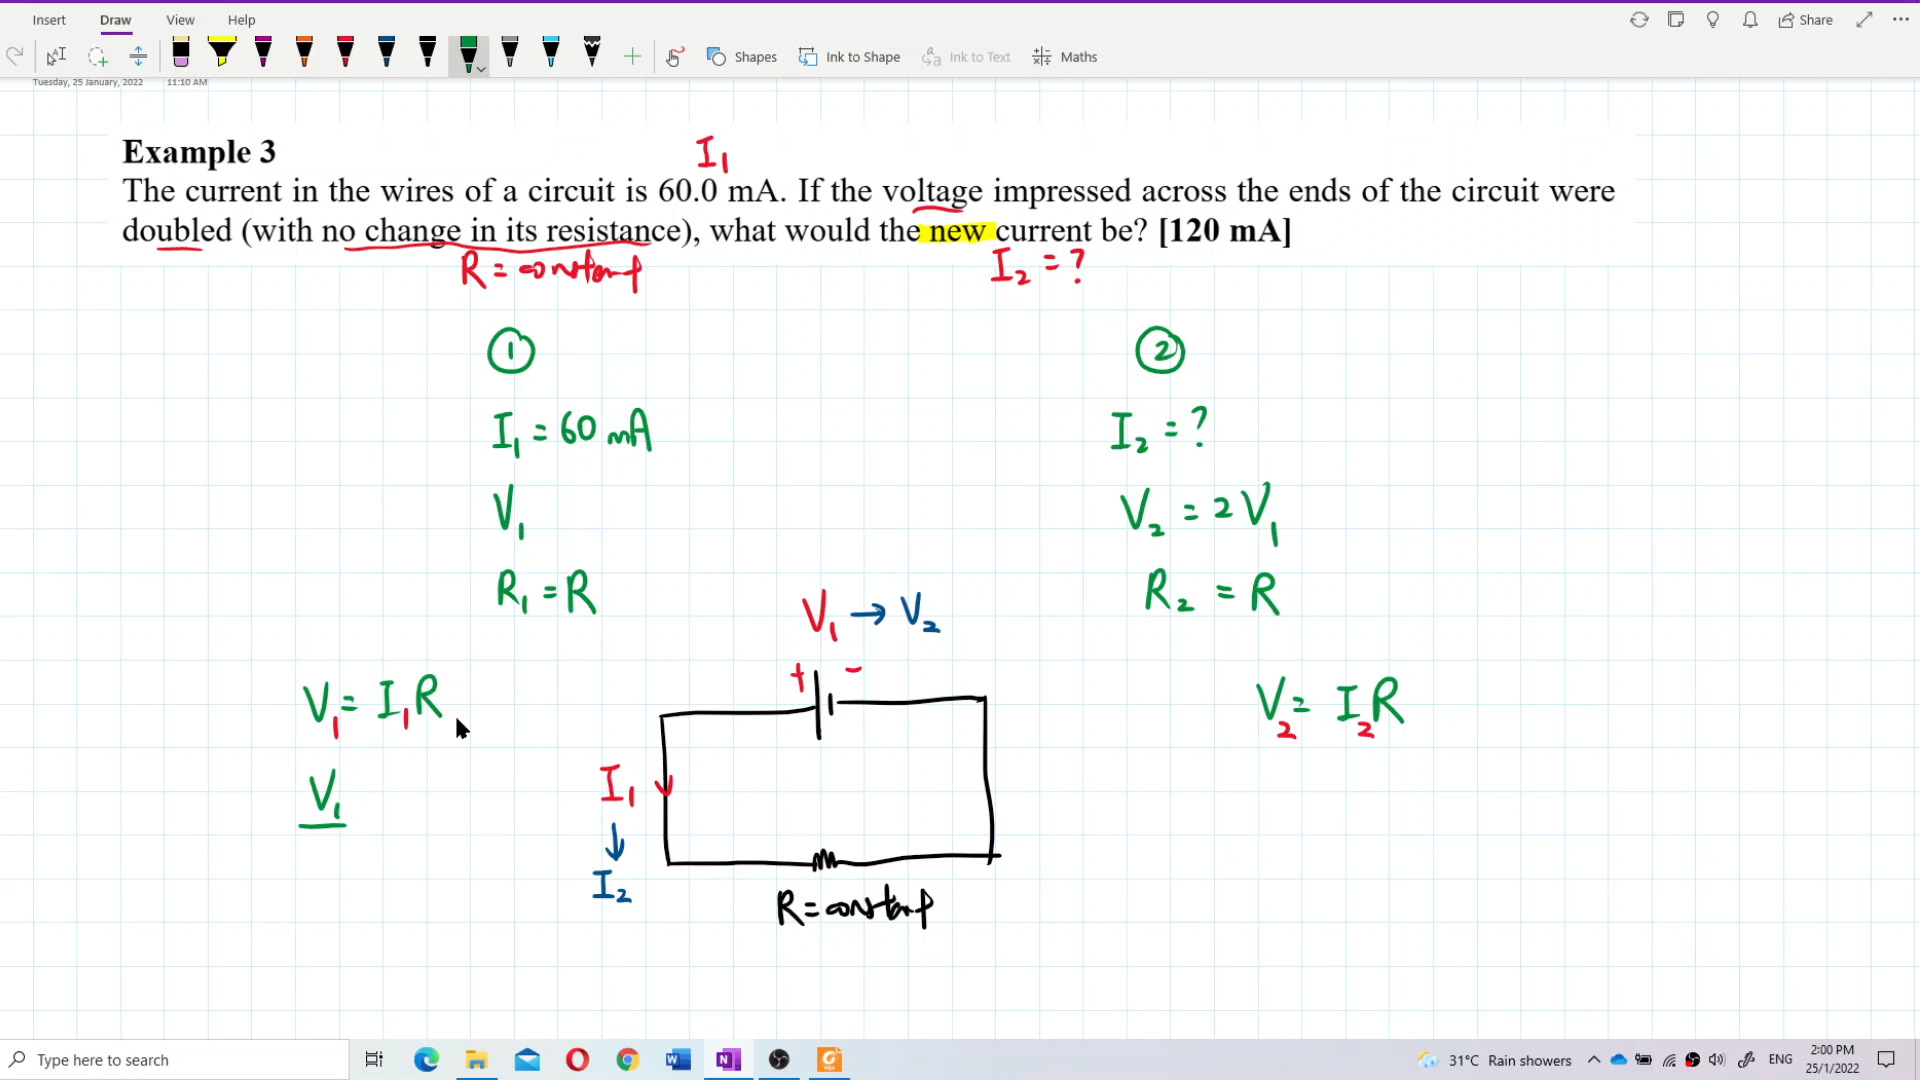 Insert Draw View Help Share
Shapes Ink to Shape Ink to Text Maths
Tuesday, 25 January, 2022 11:10 AM
Example 3
I₁
The current in the wires of a circuit is 60.0 mA. If the voltage impressed across the ends of the circuit were
doubled (with no change in its resistance), what would the new current be? [120 mA]
R = constant I₂ = ?
① ②
I₁ = 60 mA I₂ = ?
V₁ V₂ = 2V₁
R₁ = R R₂ = R
V₁ → V₂
+ -
V₁ = I₁R V₂ = I₂R
V₁
I₁
↓
I₂
R = constant
Type here to search 31°C Rain showers ENG 2:00 PM
25/1/2022